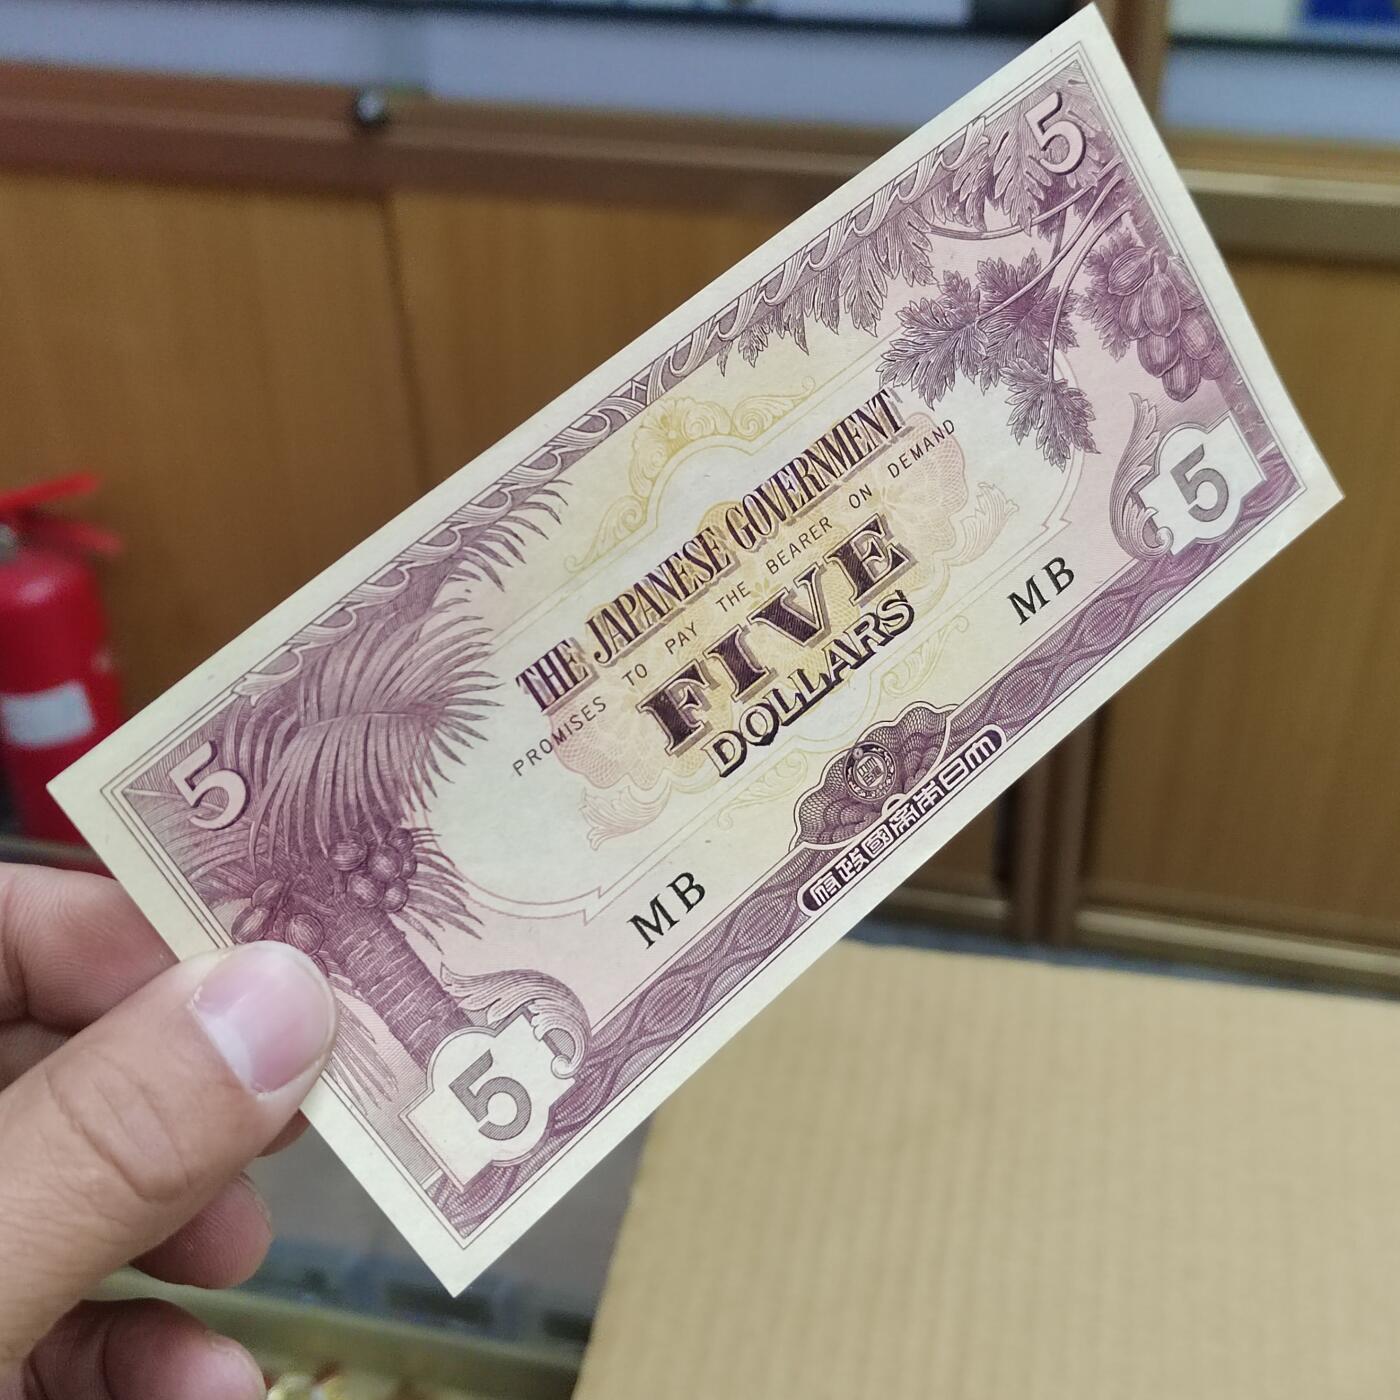 5
5
THE JAPANESE GOVERNMENT
PROMISES TO PAY THE BEARER ON DEMAND
FIVE
DOLLARS
MB
MB
5
5
府政國帝本日大